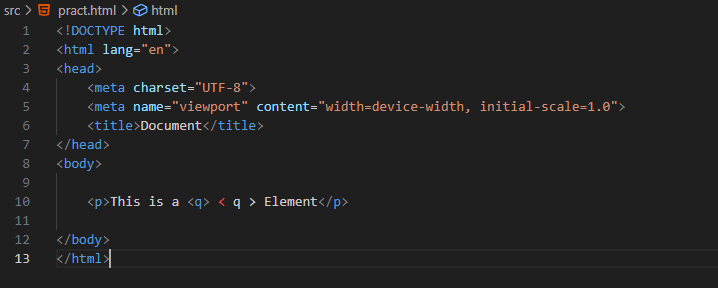 src > pract.html > html
1 <!DOCTYPE html>
2 <html lang="en">
3 <head>
4     <meta charset="UTF-8">
5     <meta name="viewport" content="width=device-width, initial-scale=1.0">
6     <title>Document</title>
7 </head>
8 <body>
9
10     <p>This is a <q> < q > Element</p>
11
12 </body>
13 </html>